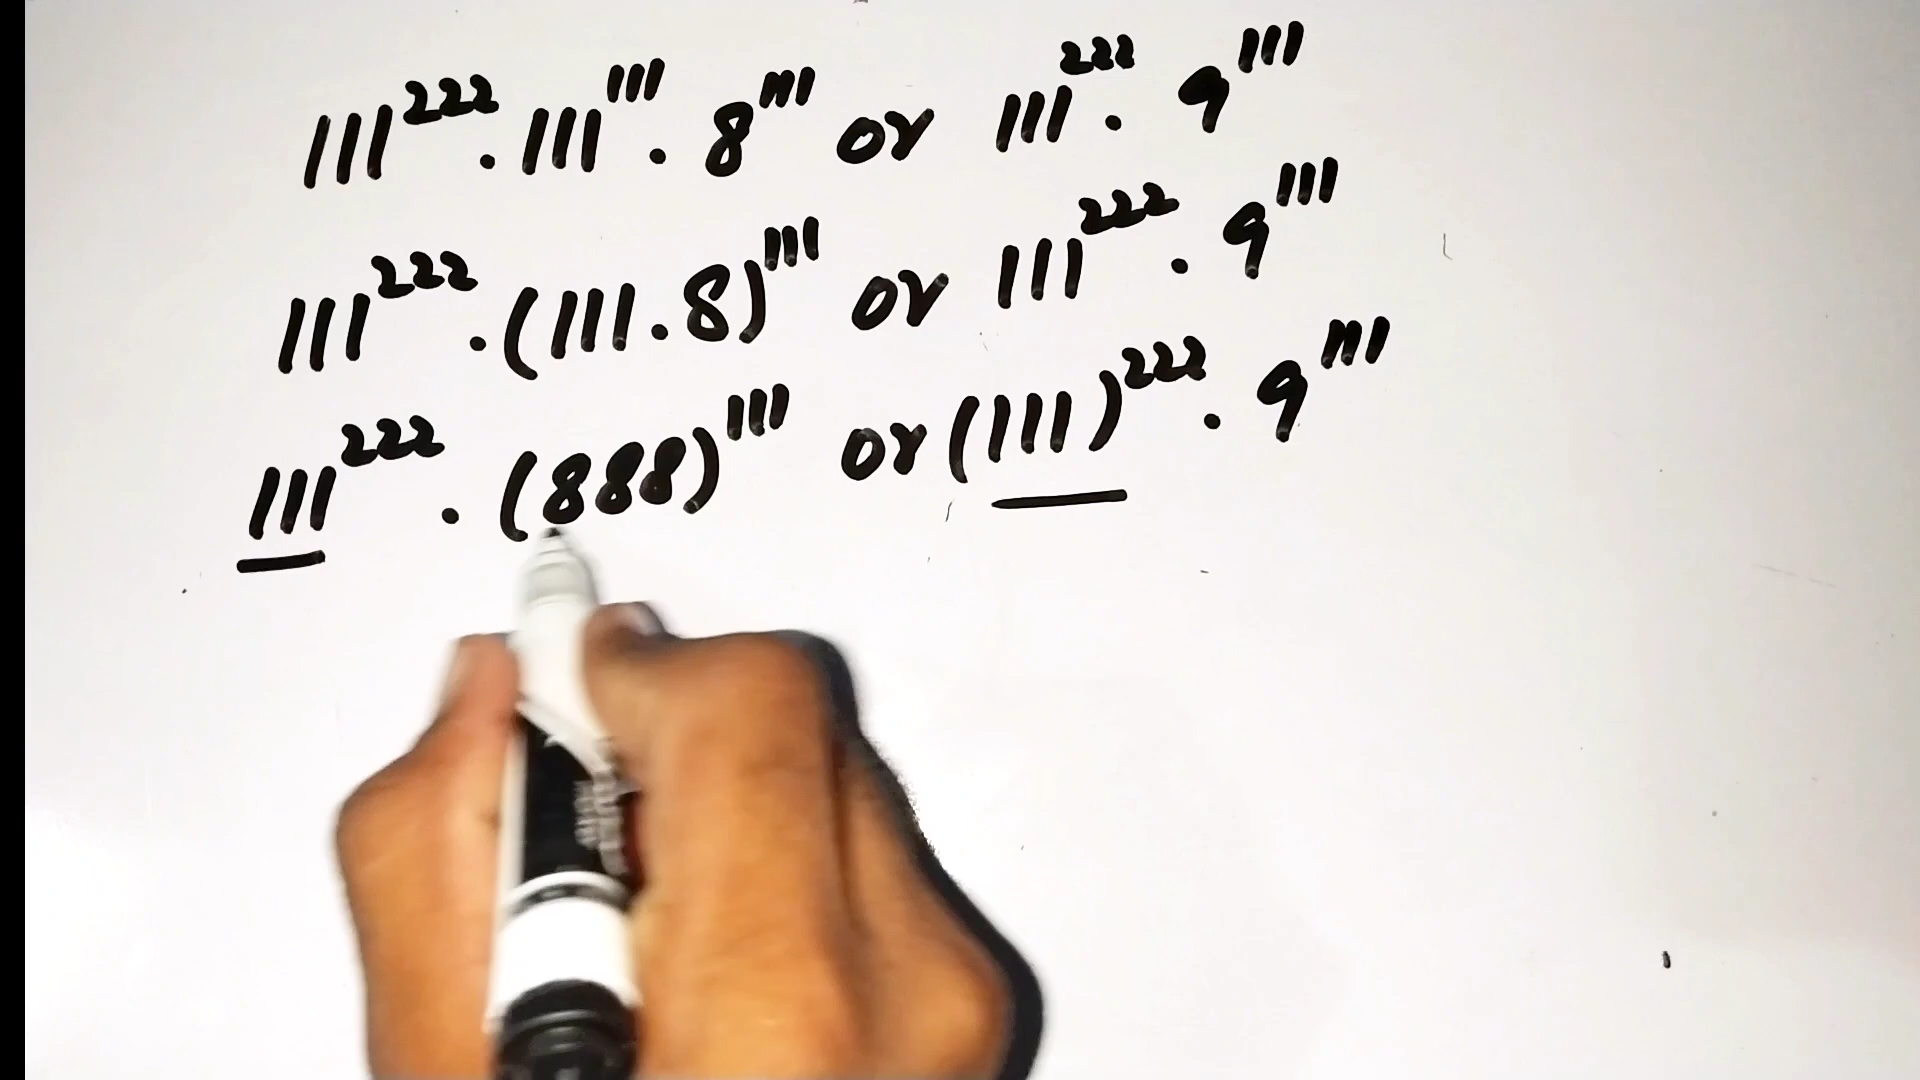 111^222 . 111^111 . 8^111 or 111^222 . 9^111
111^222 . (111 . 8)^111 or 111^222 . 9^111
111^222 . (888)^111 or (111)^222 . 9^111